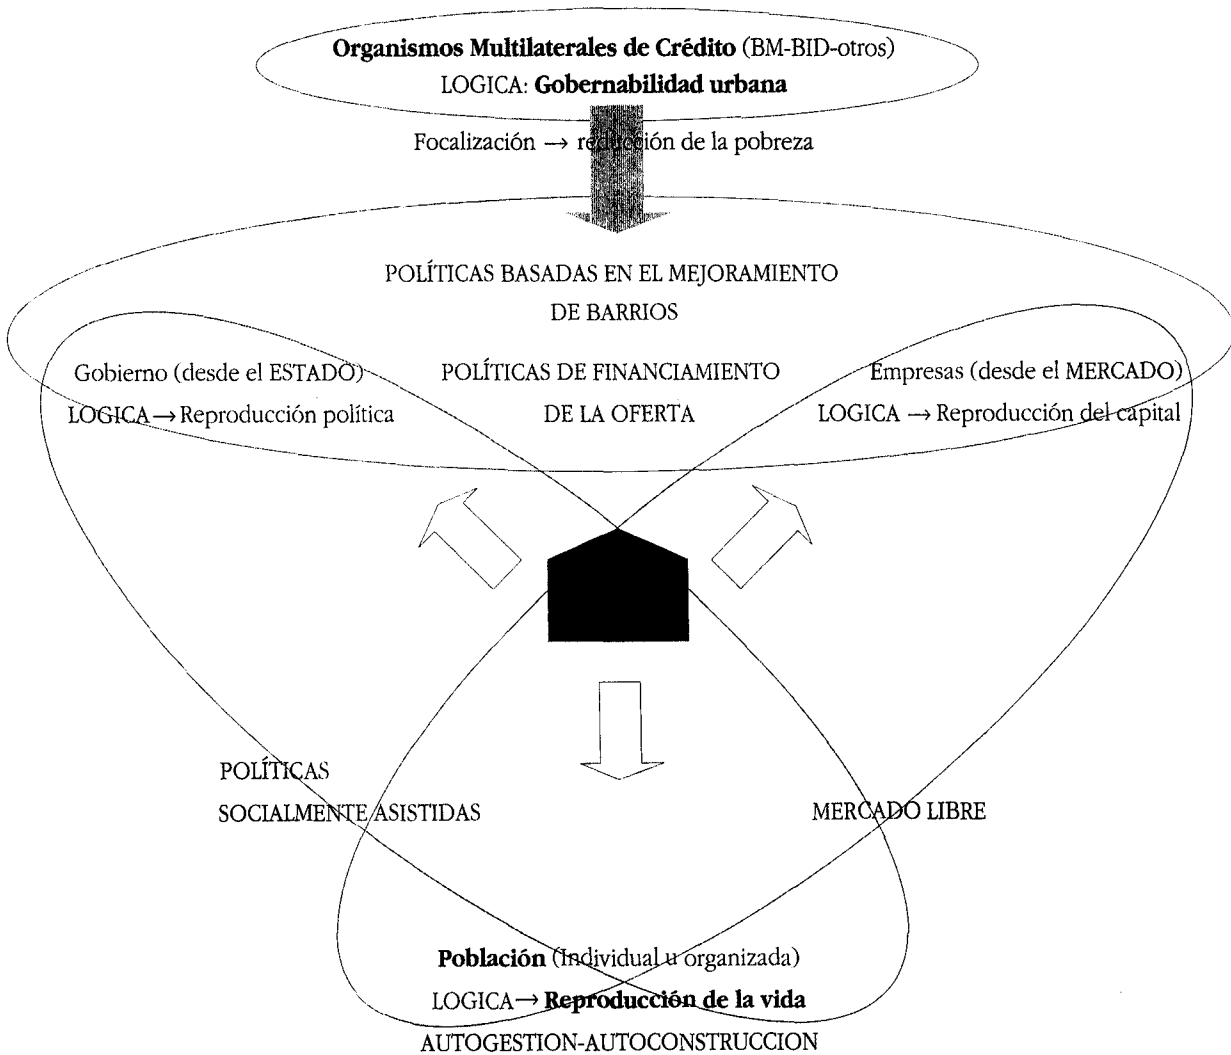 Organismos Multilaterales de Crédito (BM-BID-otros)
LOGICA: Gobernabilidad urbana
Focalización → reducción de la pobreza
POLÍTICAS BASADAS EN EL MEJORAMIENTO
DE BARRIOS
Gobierno (desde el ESTADO)
LOGICA → Reproducción política
POLÍTICAS DE FINANCIAMIENTO
DE LA OFERTA
Empresas (desde el MERCADO)
LOGICA → Reproducción del capital
POLÍTICAS
SOCIALMENTE ASISTIDAS
MERCADO LIBRE
Población (Individual u organizada)
LOGICA → Reproducción de la vida
AUTOGESTION-AUTOCONSTRUCCION